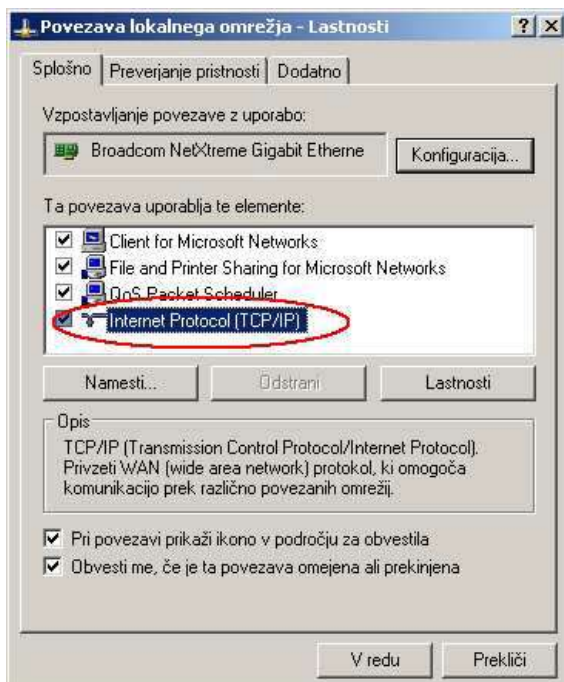 Povezava lokalnega omrežja - Lastnosti
Splošno Preverjanje pristnosti Dodatno
Vzpostavljanje povezave z uporabo:
Broadcom NetXtreme Gigabit Etherne Konfiguracija...
Ta povezava uporablja te elemente:
Client for Microsoft Networks
File and Printer Sharing for Microsoft Networks
QoS Packet Scheduler
Internet Protocol (TCP/IP)
Namesti... Odstrani Lastnosti
Opis
TCP/IP (Transmission Control Protocol/Internet Protocol).
Privzeti WAN (wide area network) protokol, ki omogoča
komunikacijo prek različno povezanih omrežij.
Pri povezavi prikaži ikono v področju za obvestila
Obvesti me, če je ta povezava omejena ali prekinjena
V redu Prekliči